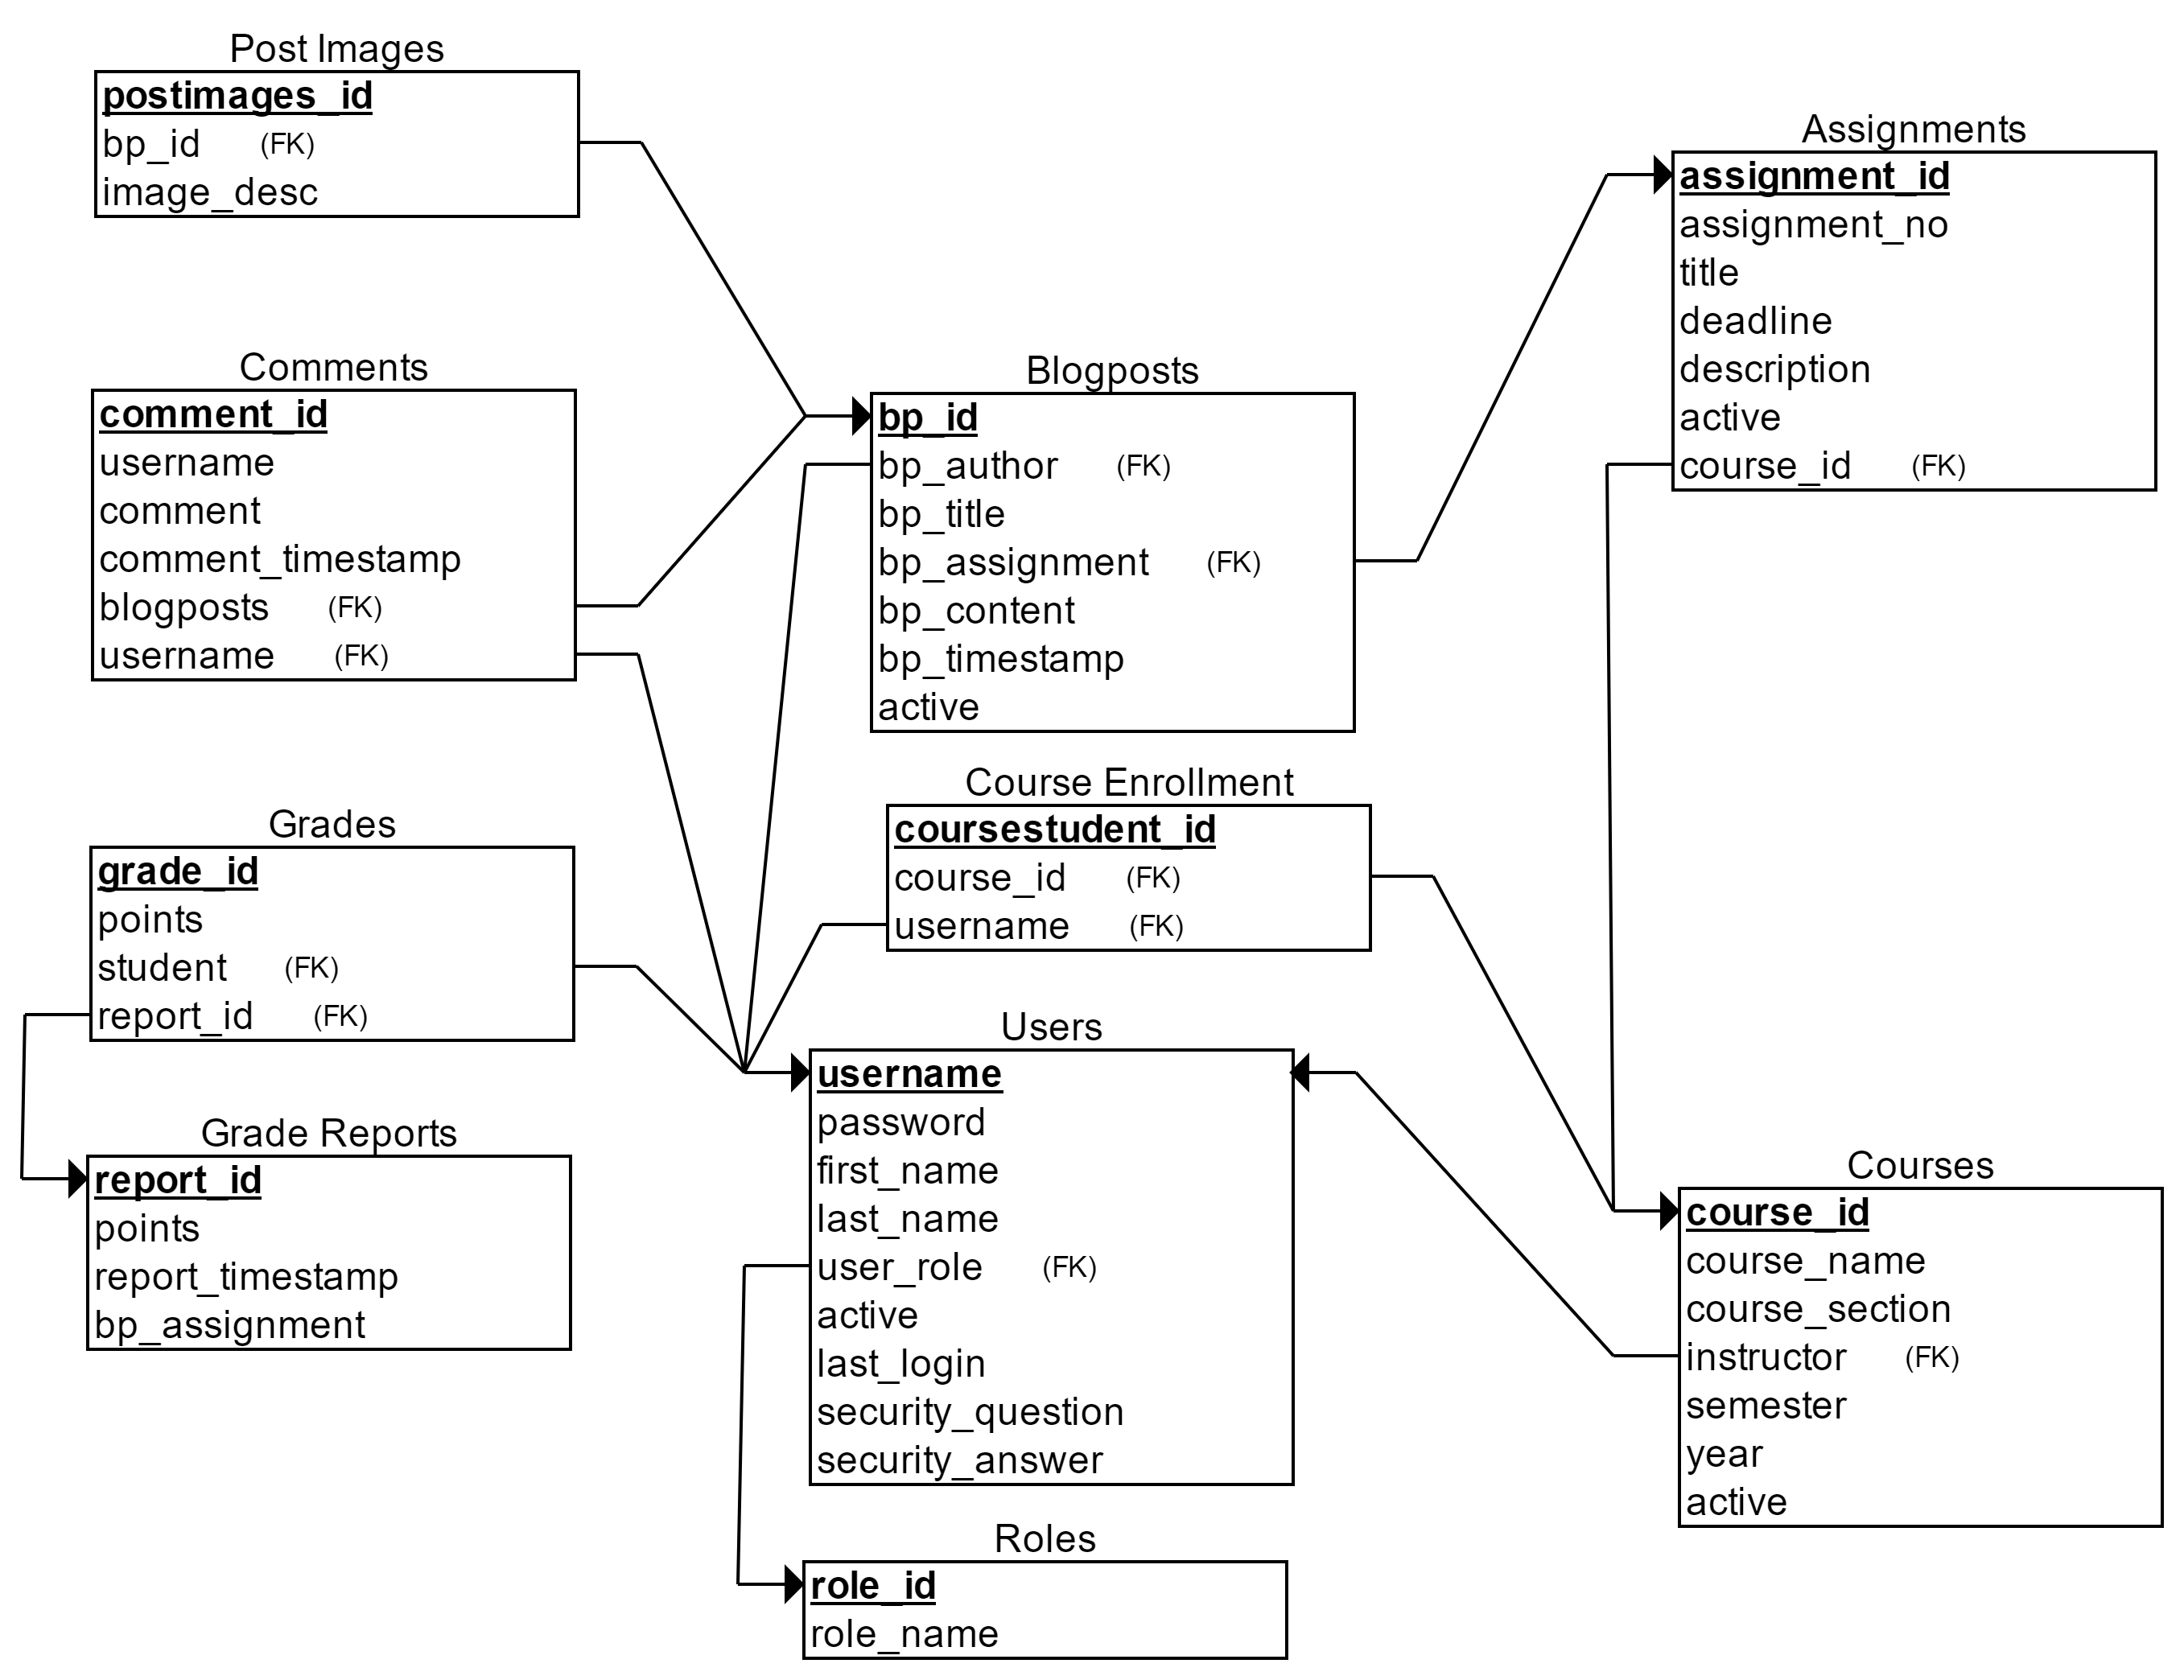 Post Images
postimages_id
bp_id (FK)
image_desc
Comments
comment_id
username
comment
comment_timestamp
blogposts (FK)
username (FK)
Grades
grade_id
points
student (FK)
report_id (FK)
Grade Reports
report_id
points
report_timestamp
bp_assignment
Blogposts
bp_id
bp_author (FK)
bp_title
bp_assignment (FK)
bp_content
bp_timestamp
active
Course Enrollment
coursestudent_id
course_id (FK)
username (FK)
Users
username
password
first_name
last_name
user_role (FK)
active
last_login
security_question
security_answer
Roles
role_id
role_name
Assignments
assignment_id
assignment_no
title
deadline
description
active
course_id (FK)
Courses
course_id
course_name
course_section
instructor (FK)
semester
year
active